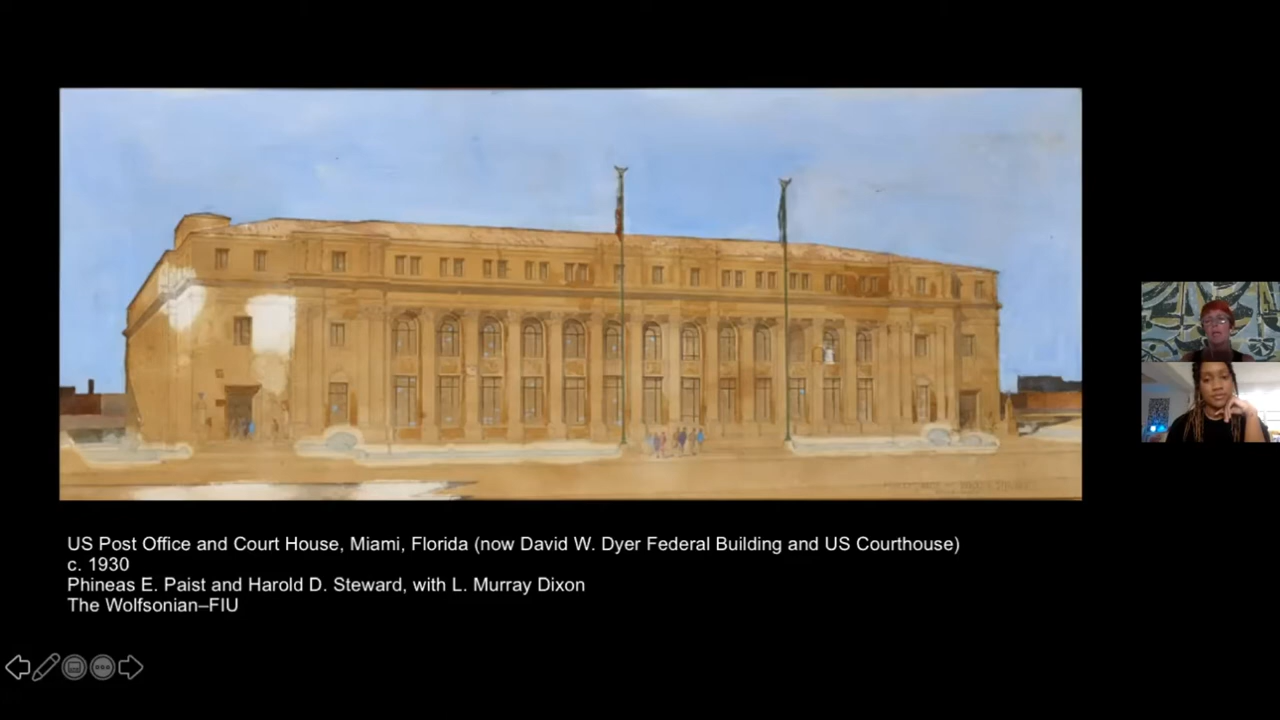 US Post Office and Court House, Miami, Florida (now David W. Dyer Federal Building and US Courthouse)
c. 1930
Phineas E. Paist and Harold D. Steward, with L. Murray Dixon
The Wolfsonian–FIU